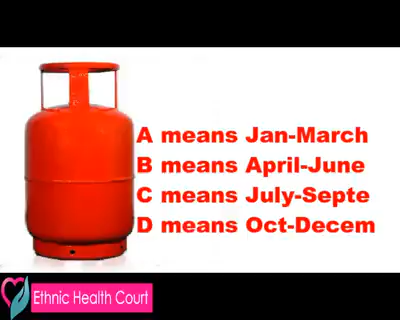 A means Jan-March
B means April-June
C means July-Septe
D means Oct-Decem
Ethnic Health Court